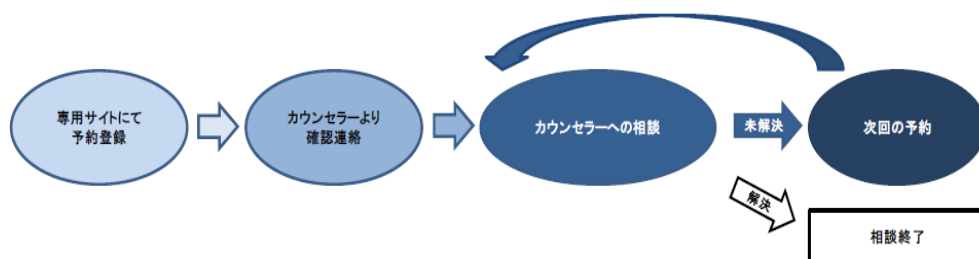 専用サイトにて
予約登録
カウンセラーより
確認連絡
カウンセラーへの相談
未解決
次回の予約
解決
相談終了